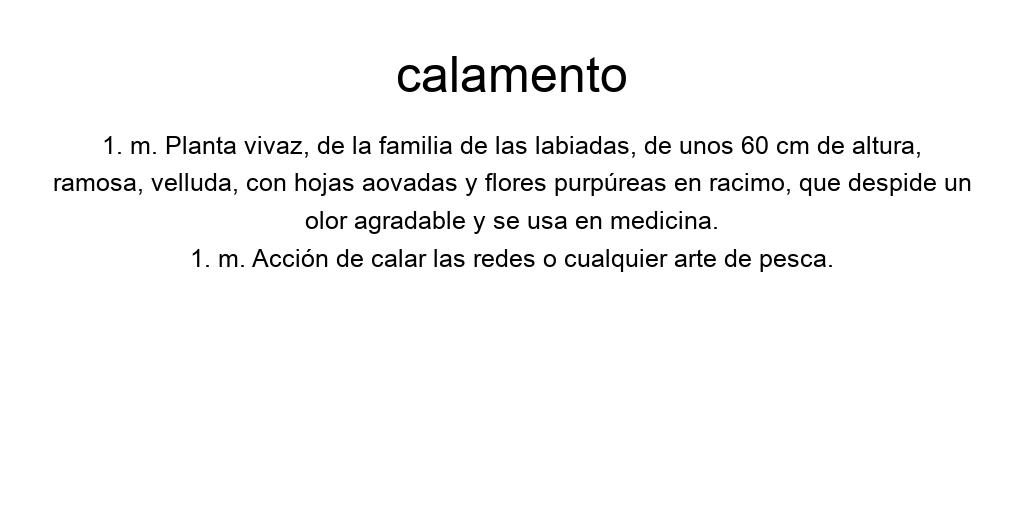 calamento
1. m. Planta vivaz, de la familia de las labiadas, de unos 60 cm de altura,
ramosa, velluda, con hojas aovadas y flores purpúreas en racimo, que despide un
olor agradable y se usa en medicina.
1. m. Acción de calar las redes o cualquier arte de pesca.